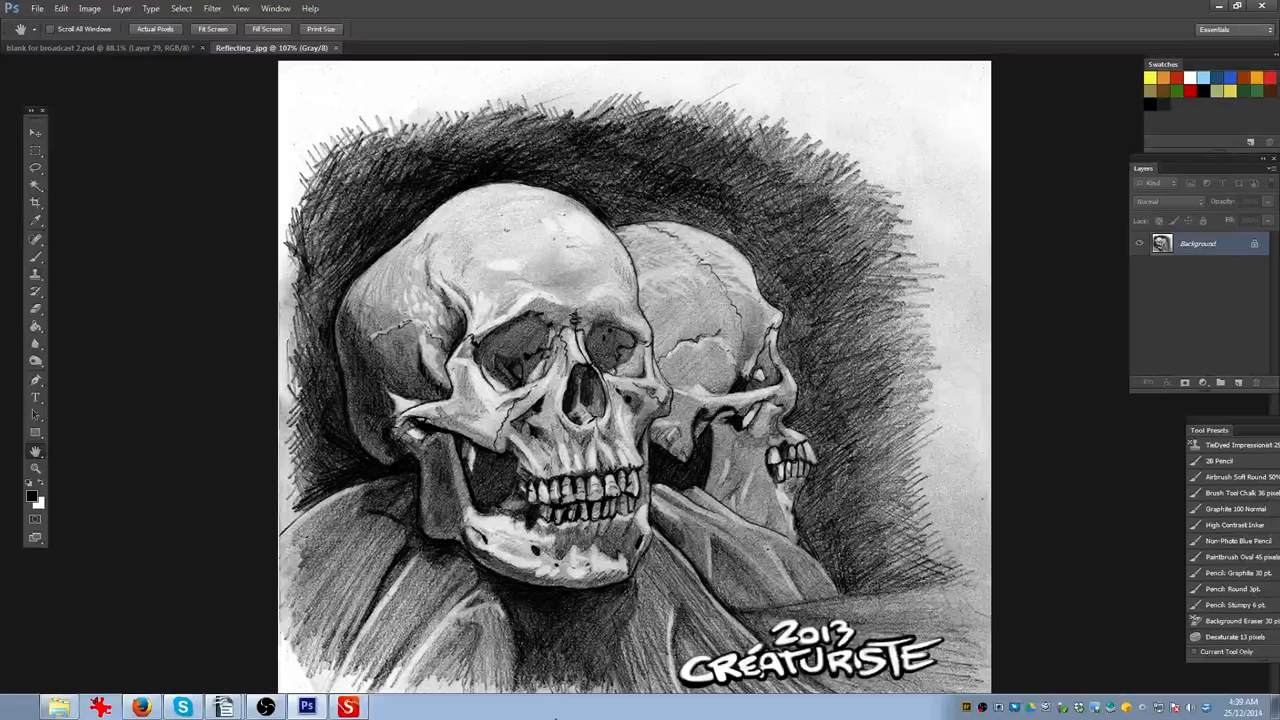 Ps File Edit Image Layer Type Select Filter View Window Help
Scroll All Windows Actual Pixels Fit Screen Fill Screen Print Size Essentials
blank for broadcast 2.psd @ 88.1% (Layer 29, RGB/8) * × Reflecting_.jpg @ 107% (Gray/8) ×
Swatches
Layers
Kind
Normal Opacity:
Lock: Fill:
Background
Tool Presets
TieDyed Impressionist 25
2B Pencil
Airbrush Soft Round 50%
Brush Tool Chalk 36 pixel
Graphite 100 Normal
High Contrast Inker
Non-Photo Blue Pencil
Paintbrush Oval 45 pixels
Pencil: Graphite 30 pt.
Pencil: Round 3pt.
Pencil: Stumpy 6 pt.
Background Eraser 30 pi
Desaturate 13 pixels
Current Tool Only
2013
CRÉATURISTE
Ps
4:39 AM
25/12/2014